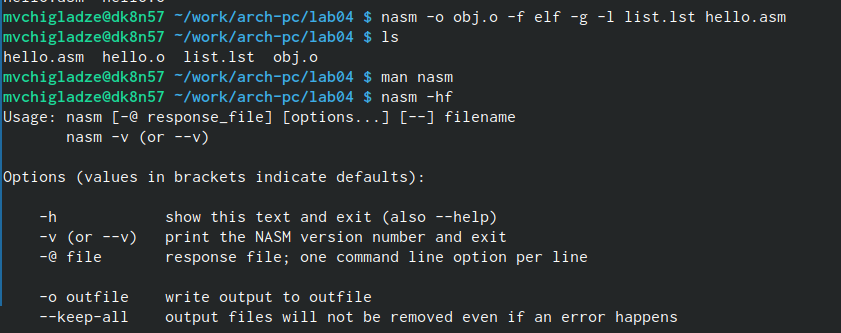 mvchigladze@dk8n57 ~/work/arch-pc/lab04 $ nasm -o obj.o -f elf -g -l list.lst hello.asm
mvchigladze@dk8n57 ~/work/arch-pc/lab04 $ ls
hello.asm  hello.o  list.lst  obj.o
mvchigladze@dk8n57 ~/work/arch-pc/lab04 $ man nasm
mvchigladze@dk8n57 ~/work/arch-pc/lab04 $ nasm -hf
Usage: nasm [-@ response_file] [options...] [--] filename
       nasm -v (or --v)

Options (values in brackets indicate defaults):

    -h            show this text and exit (also --help)
    -v (or --v)   print the NASM version number and exit
    -@ file       response file; one command line option per line

    -o outfile    write output to outfile
    --keep-all    output files will not be removed even if an error happens